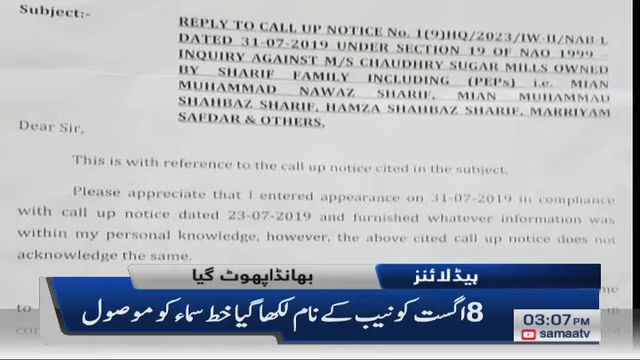 Subject:-
REPLY TO CALL UP NOTICE No. 1(9)HQ/2023/IW-II/NAB-L
DATED 31-07-2019 UNDER SECTION 19 OF NAO 1999 –
INQUIRY AGAINST M/S CHAUDHRY SUGAR MILLS OWNED
BY SHARIF FAMILY INCLUDING (PEPs) i.e. MIAN
MUHAMMAD NAWAZ SHARIF, MIAN MUHAMMAD
SHAHBAZ SHARIF, HAMZA SHAHBAZ SHARIF, MARRIYAM
SAFDAR & OTHERS.
Dear Sir,
This is with reference to the call up notice cited in the subject.
Please appreciate that I entered appearance on 31-07-2019 in compliance
with call up notice dated 23-07-2019 and furnished whatever information was
within my personal knowledge, however, the above cited call up notice does not
acknowledge the same.
to
ہیڈلائنز
بھانڈا پھوٹ گیا
8 اگست کو نیب کے نام لکھا گیا خط سماء کو موصول
03:07 PM
samaatv